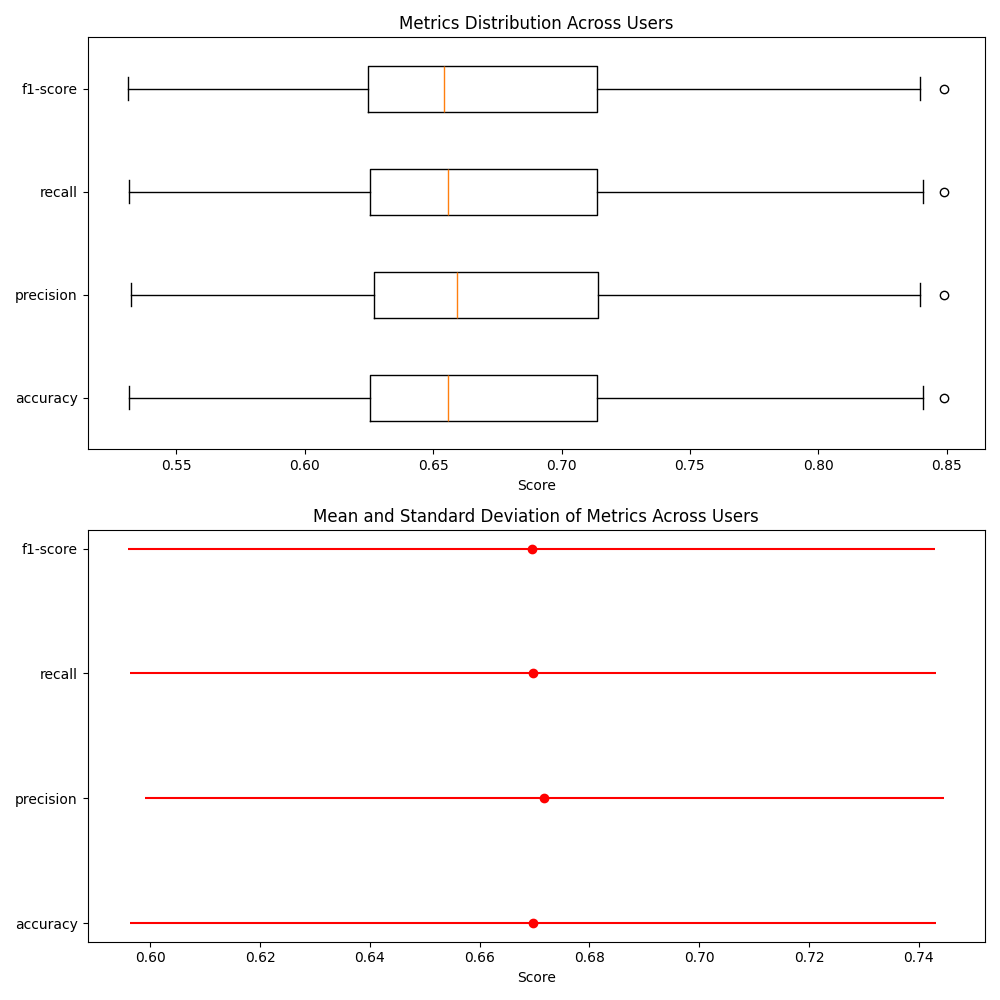 Metrics Distribution Across Users
f1-score
recall
precision
accuracy
0.55 0.60 0.65 0.70 0.75 0.80 0.85
Score
Mean and Standard Deviation of Metrics Across Users
f1-score
recall
precision
accuracy
0.60 0.62 0.64 0.66 0.68 0.70 0.72 0.74
Score